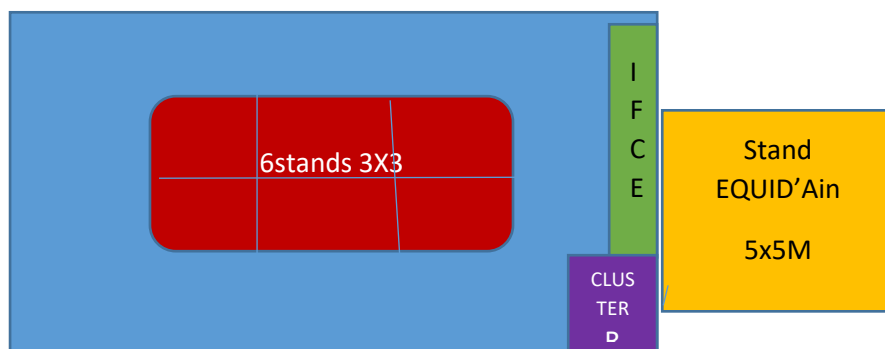 6stands 3X3
I
F
C
E
Stand
EQUID'Ain
5x5M
CLUS
TER